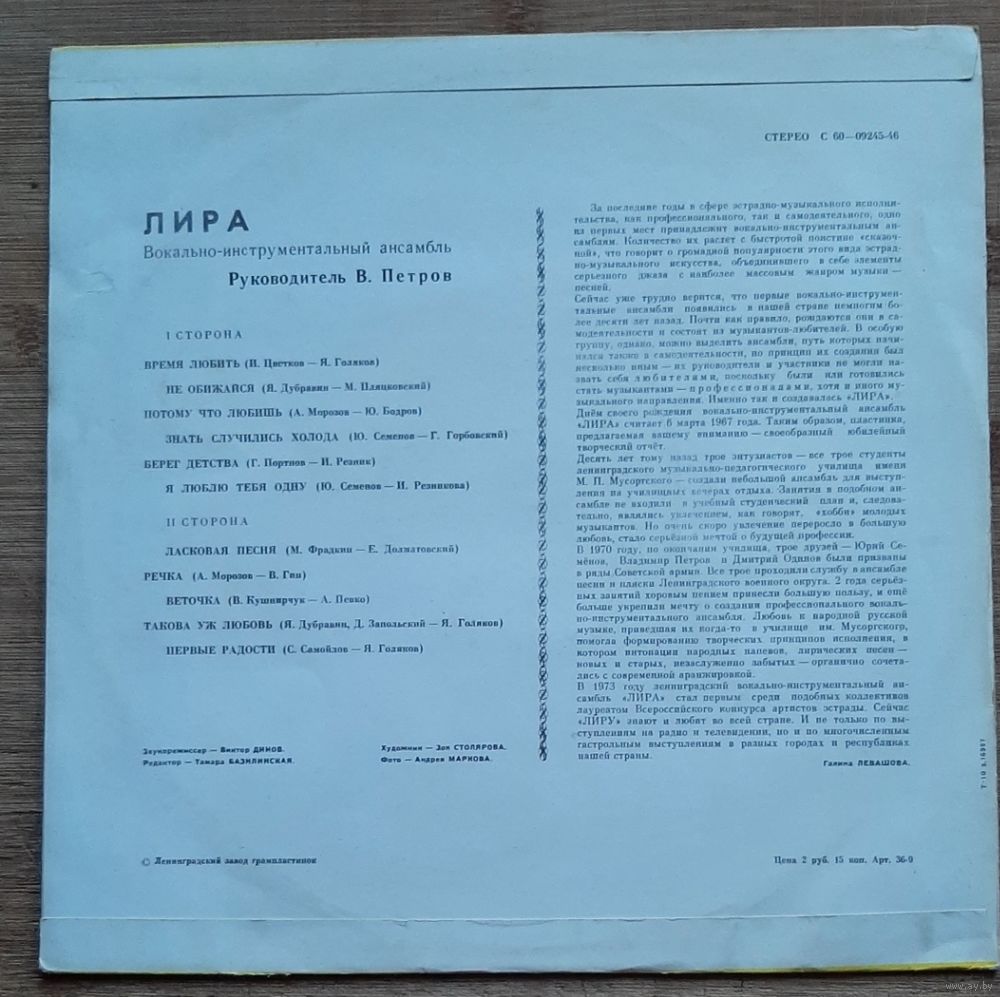 СТЕРЕО С 60—09245-46
ЛИРА
Вокально-инструментальный ансамбль
Руководитель В. Петров
I СТОРОНА
ВРЕМЯ ЛЮБИТЬ (И. Цветков — Я. Голяков)
НЕ ОБИЖАЙСЯ (Я. Дубравин — М. Пляцковский)
ПОТОМУ ЧТО ЛЮБИШЬ (А. Морозов — Ю. Бодров)
ЗНАТЬ СЛУЧИЛИСЬ ХОЛОДА (Ю. Семенов — Г. Горбовский)
БЕРЕГ ДЕТСТВА (Г. Портнов — И. Резник)
Я ЛЮБЛЮ ТЕБЯ ОДНУ (Ю. Семенов — И. Резникова)
II СТОРОНА
ЛАСКОВАЯ ПЕСНЯ (М. Фрадкин — Е. Долматовский)
РЕЧКА (А. Морозов — В. Гин)
ВЕТОЧКА (В. Кушнирчук — А. Певко)
ТАКОВА УЖ ЛЮБОВЬ (Я. Дубравин, Д. Запольский — Я. Голяков)
ПЕРВЫЕ РАДОСТИ (С. Самойлов — Я. Голяков)
Звукорежиссер — Виктор ДИНОВ.
Редактор — Тамара БАЗИЛИНСКАЯ.
Художник — Зоя СТОЛЯРОВА.
Фото — Андрея МАРКОВА.
За последние годы в сфере эстрадно-музыкального исполни-
тельства, как профессионального, так и самодеятельного, одно
из первых мест принадлежит вокально-инструментальным ан-
самблям. Количество их растет с быстротой поистине «сказоч-
ной», что говорит о громадной популярности этого вида эстрад-
но-музыкального искусства, объединившего в себе элементы
серьезного джаза с наиболее массовым жанром музыки —
песней.
Сейчас уже трудно верится, что первые вокально-инструмен-
тальные ансамбли появились в нашей стране немногим бо-
лее десяти лет назад. Почти как правило, рождаются они в са-
модеятельности и состоят из музыкантов-любителей. В особую
группу, однако, можно выделить ансамбли, путь которых начи-
нался также в самодеятельности, но принцип их создания был
несколько иным — их руководители и участники не могли на-
звать себя любителями, поскольку были или готовились
стать музыкантами — профессионалами, хотя и иного му-
зыкального направления. Именно так и создавалась «ЛИРА».
Днём своего рождения вокально-инструментальный ансамбль
«ЛИРА» считает 6 марта 1967 года. Таким образом, пластинка,
предлагаемая вашему вниманию — своеобразный юбилейный
творческий отчёт.
Десять лет тому назад трое энтузиастов — все трое студенты
ленинградского музыкально-педагогического училища имени
М. П. Мусоргского — создали небольшой ансамбль для выступ-
ления на училищных вечерах отдыха. Занятия в подобном ан-
самбле не входили в учебный студенческий план и, следова-
тельно, являлись увлечением, как говорят, «хобби» молодых
музыкантов. Но очень скоро увлечение переросло в большую
любовь, стало серьёзной мечтой о будущей профессии.
В 1970 году, по окончании училища, трое друзей — Юрий Се-
мёнов, Владимир Петров и Дмитрий Одинов были призваны
в ряды Советской армии. Все трое проходили службу в ансамбле
песни и пляски Ленинградского военного округа. 2 года серьёз-
ных занятий хоровым пением принесли большую пользу, и ещё
больше укрепили мечту о создании профессионального вокаль-
но-инструментального ансамбля. Любовь к народной русской
музыке, приведшая их когда-то в училище им. Мусоргского,
помогла формированию творческих принципов исполнения, в
котором интонации народных напевов, лирических песен —
новых и старых, незаслуженно забытых — органично сочета-
лись с современной аранжировкой.
В 1973 году ленинградский вокально-инструментальный ан-
самбль «ЛИРА» стал первым среди подобных коллективов
лауреатом Всероссийского конкурса артистов эстрады. Сейчас
«ЛИРУ» знают и любят во всей стране. И не только по вы-
ступлениям на радио и телевидении, но и по многочисленным
гастрольным выступлениям в разных городах и республиках
нашей страны.
Галина ЛЕВАШОВА.
© Ленинградский завод грампластинок
Цена 2 руб. 15 коп. Арт. 36-9
www.ay.by